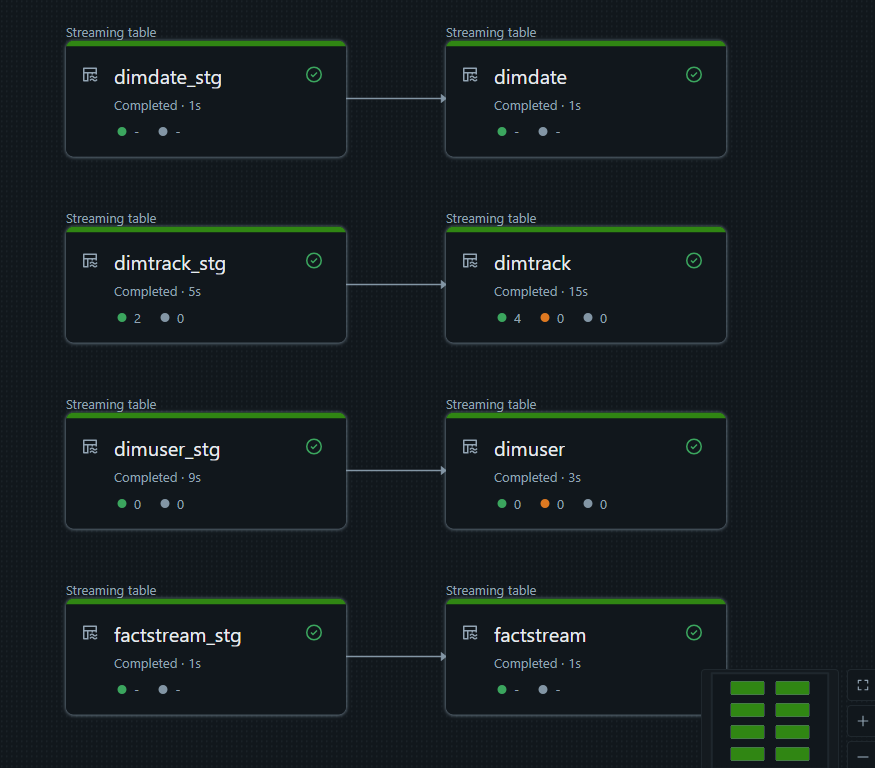 Streaming table Streaming table
dimdate_stg dimdate
Completed · 1s Completed · 1s
- - - -
Streaming table Streaming table
dimtrack_stg dimtrack
Completed · 5s Completed · 15s
2 0 4 0 0
Streaming table Streaming table
dimuser_stg dimuser
Completed · 9s Completed · 3s
0 0 0 0 0
Streaming table Streaming table
factstream_stg factstream
Completed · 1s Completed · 1s
- - - -